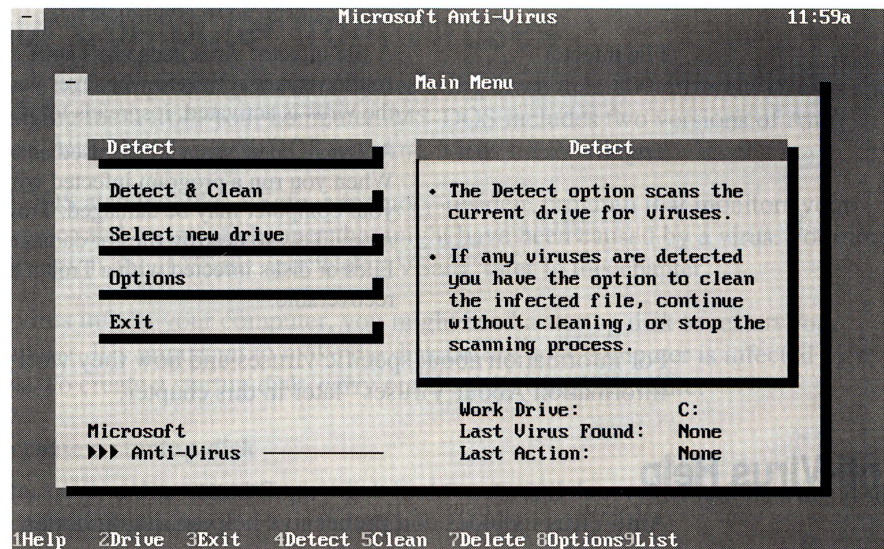 Microsoft Anti-Virus 11:59a
Main Menu
Detect
Detect & Clean
Select new drive
Options
Exit
Detect
• The Detect option scans the
current drive for viruses.
• If any viruses are detected
you have the option to clean
the infected file, continue
without cleaning, or stop the
scanning process.
Work Drive: C:
Last Virus Found: None
Last Action: None
Microsoft
Anti-Virus
1Help 2Drive 3Exit 4Detect 5Clean 7Delete 8Options9List